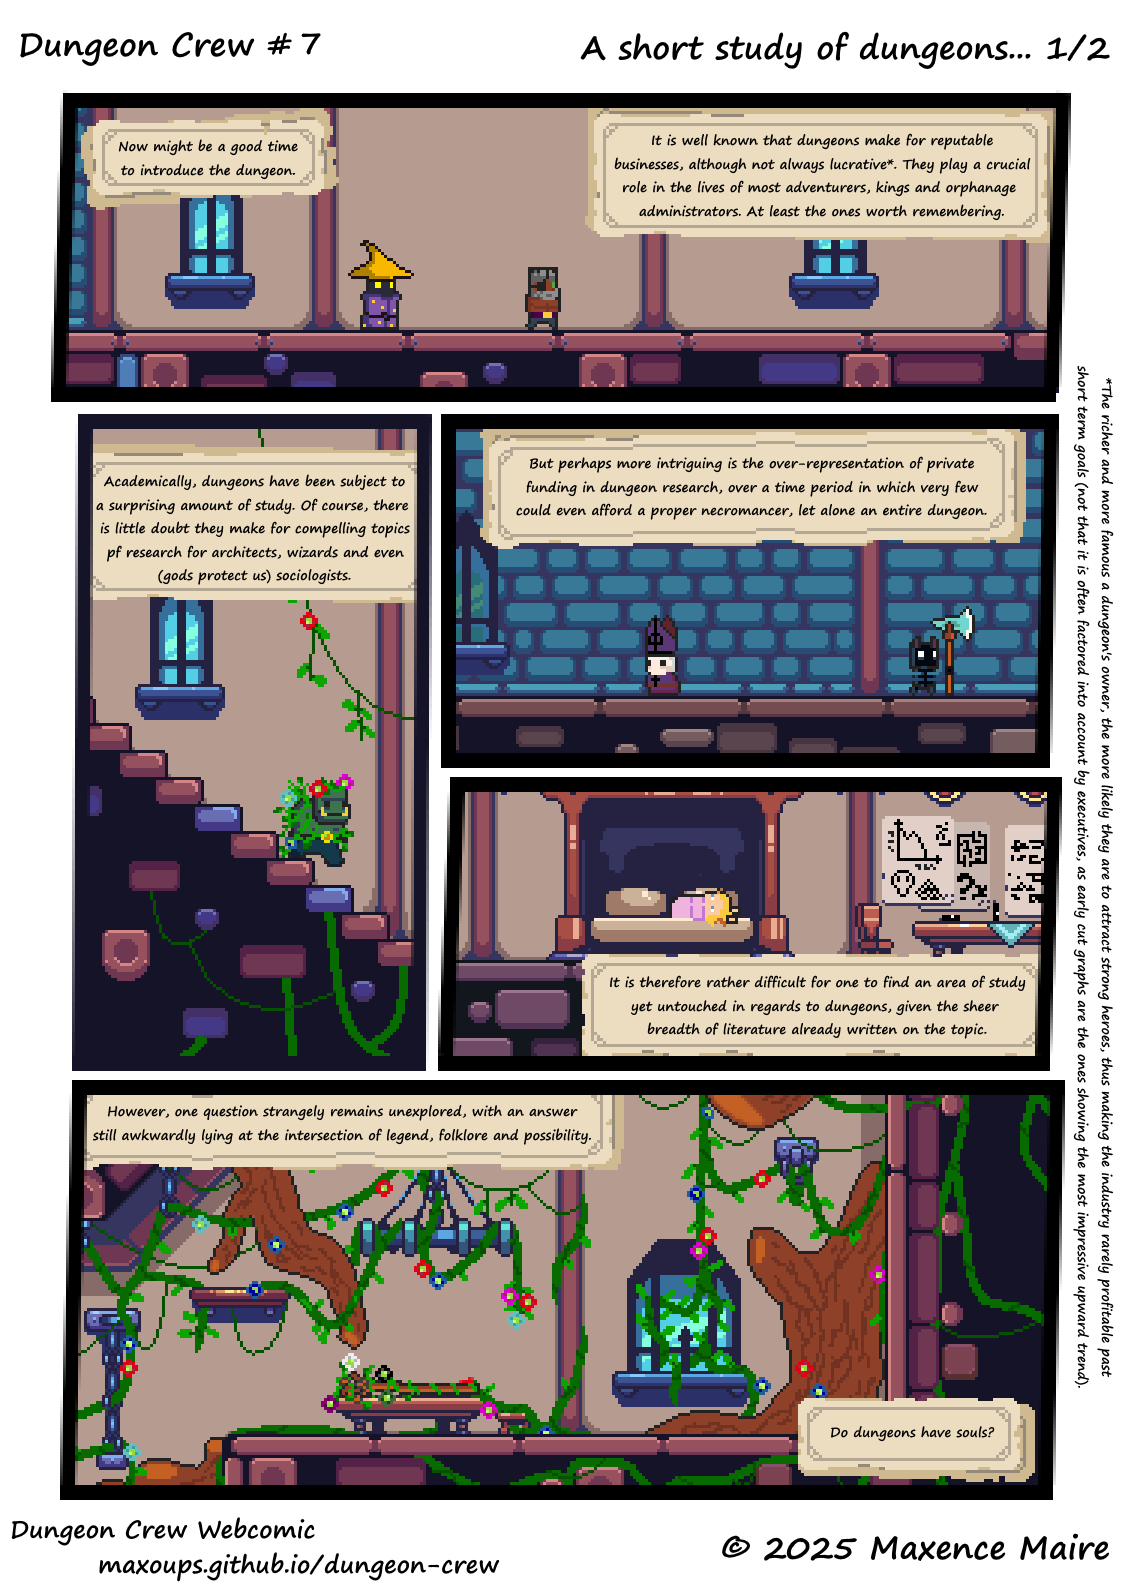 Dungeon Crew #7
A short study of dungeons... 1/2
Now might be a good time
to introduce the dungeon.
It is well known that dungeons make for reputable
businesses, although not always lucrative*. They play a crucial
role in the lives of most adventurers, kings and orphanage
administrators. At least the ones worth remembering.
Academically, dungeons have been subject to
a surprising amount of study. Of course, there
is little doubt they make for compelling topics
pf research for architects, wizards and even
(gods protect us) sociologists.
But perhaps more intriguing is the over-representation of private
funding in dungeon research, over a time period in which very few
could even afford a proper necromancer, let alone an entire dungeon.
It is therefore rather difficult for one to find an area of study
yet untouched in regards to dungeons, given the sheer
breadth of literature already written on the topic.
However, one question strangely remains unexplored, with an answer
still awkwardly lying at the intersection of legend, folklore and possibility.
Do dungeons have souls?
*The richer and more famous a dungeon's owner, the more likely they are to attract strong heroes, thus making the industry rarely profitable past
short term goals (not that it is often factored into account by executives, as early cut graphs are the ones showing the most impressive upward trend).
Dungeon Crew Webcomic
maxoups.github.io/dungeon-crew
© 2025 Maxence Maire